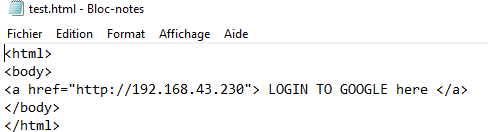 test.html - Bloc-notes
Fichier Edition Format Affichage Aide
<html>
<body>
<a href="http://192.168.43.230"> LOGIN TO GOOGLE here </a>
</body>
</html>